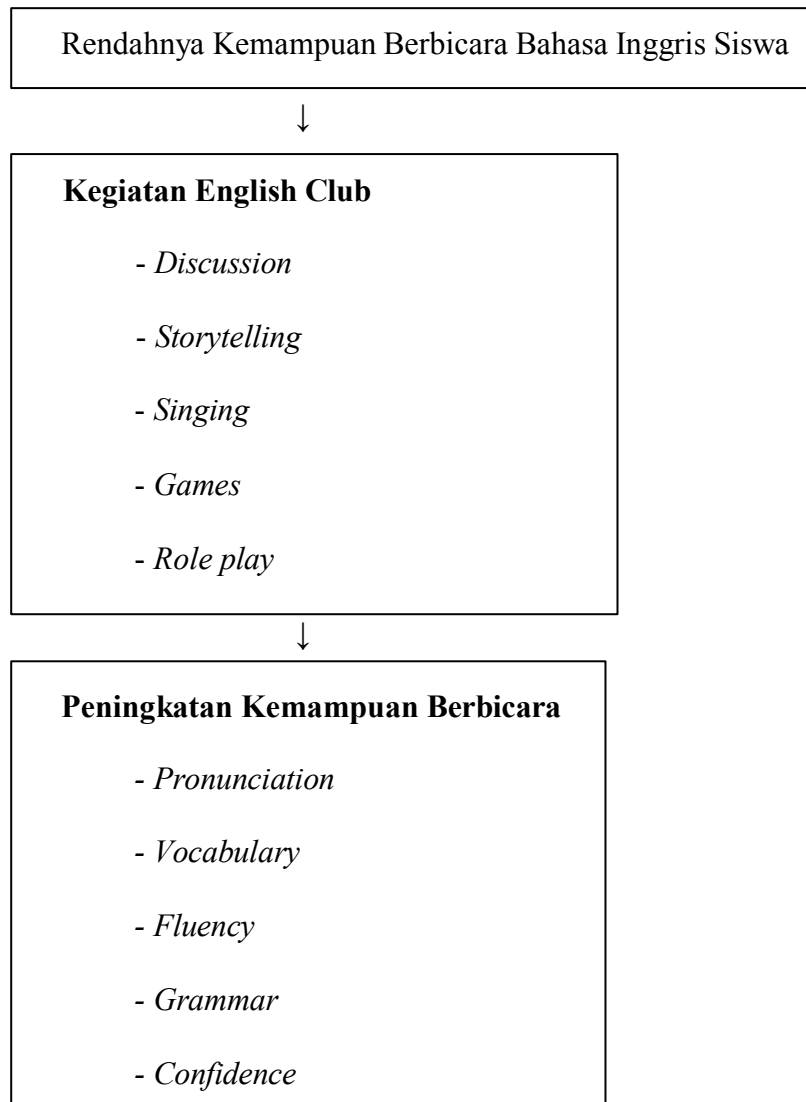 Rendahnya Kemampuan Berbicara Bahasa Inggris Siswa
↓
Kegiatan English Club
- Discussion
- Storytelling
- Singing
- Games
- Role play
↓
Peningkatan Kemampuan Berbicara
- Pronunciation
- Vocabulary
- Fluency
- Grammar
- Confidence